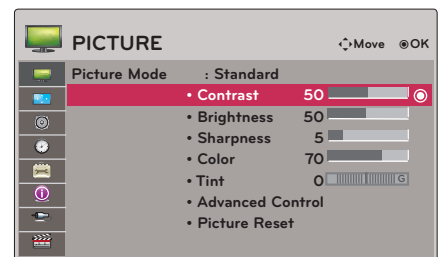 PICTURE
Move ◉OK
Picture Mode : Standard
• Contrast 50
• Brightness 50
• Sharpness 5
• Color 70
• Tint 0 G
• Advanced Control
• Picture Reset